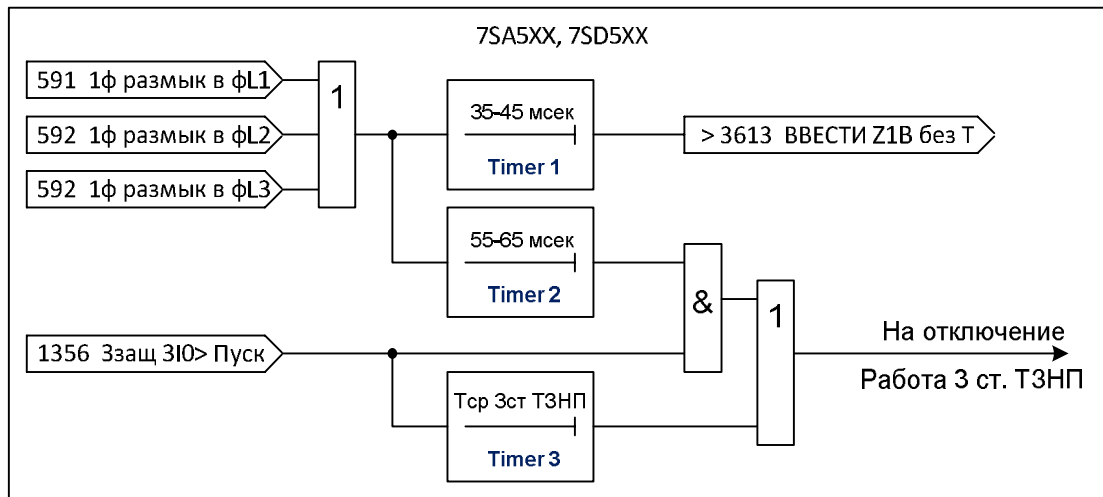 7SA5XX, 7SD5XX
591 1ф размык в фL1
592 1ф размык в фL2
592 1ф размык в фL3
1
35-45 мсек
Timer 1
> 3613 ВВЕСТИ Z1B без Т
55-65 мсек
Timer 2
&
1
1356 Ззащ 3I0> Пуск
Тср 3ст ТЗНП
Timer 3
На отключение
Работа 3 ст. ТЗНП